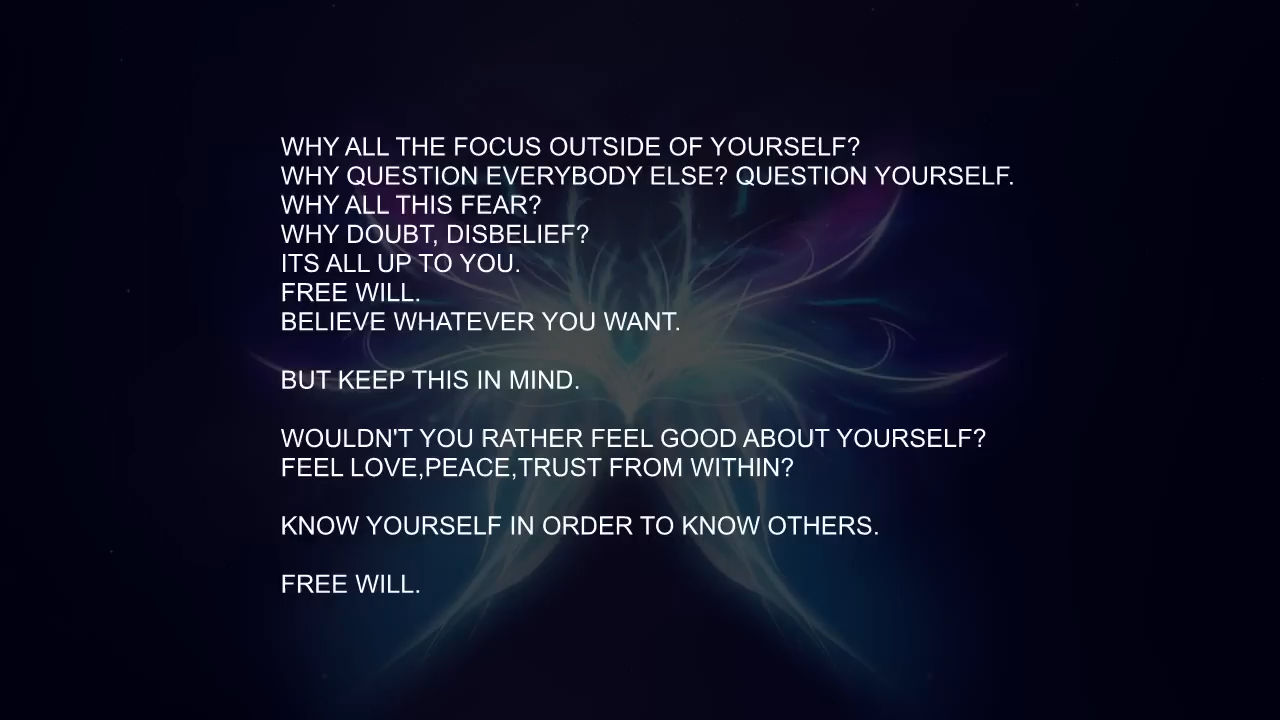 WHY ALL THE FOCUS OUTSIDE OF YOURSELF?
WHY QUESTION EVERYBODY ELSE? QUESTION YOURSELF.
WHY ALL THIS FEAR?
WHY DOUBT, DISBELIEF?
ITS ALL UP TO YOU.
FREE WILL.
BELIEVE WHATEVER YOU WANT.
BUT KEEP THIS IN MIND.
WOULDN'T YOU RATHER FEEL GOOD ABOUT YOURSELF?
FEEL LOVE,PEACE,TRUST FROM WITHIN?
KNOW YOURSELF IN ORDER TO KNOW OTHERS.
FREE WILL.